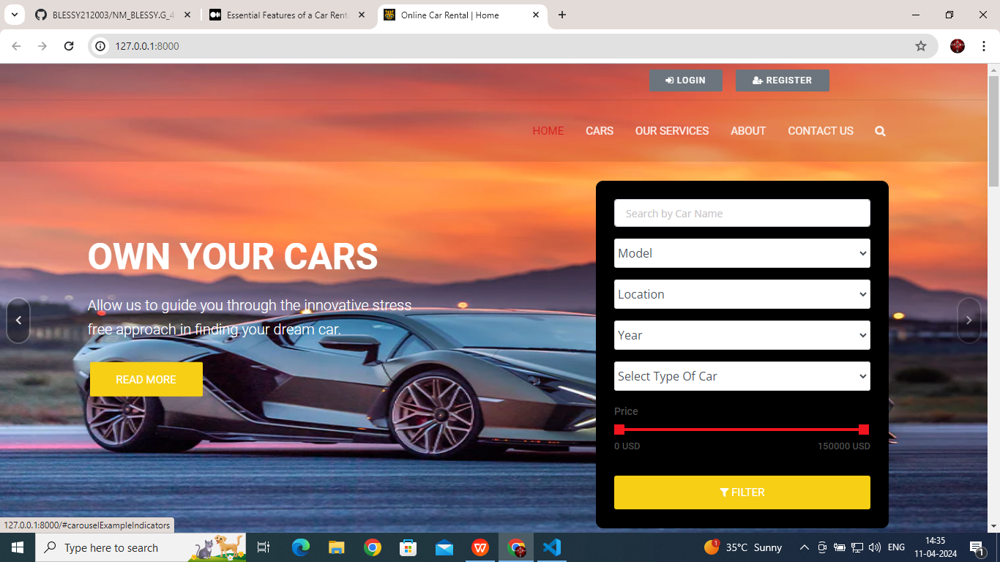 BLESSY212003/NM_BLESSY.G_4
Essential Features of a Car Rent
Online Car Rental | Home
127.0.0.1:8000
LOGIN
REGISTER
HOME
CARS
OUR SERVICES
ABOUT
CONTACT US
OWN YOUR CARS
Allow us to guide you through the innovative stress
free approach in finding your dream car.
READ MORE
Search by Car Name
Model
Location
Year
Select Type Of Car
Price
0 USD
150000 USD
FILTER
127.0.0.1:8000/#carouselExampleIndicators
Type here to search
1
35°C Sunny
ENG
14:35
11-04-2024
1